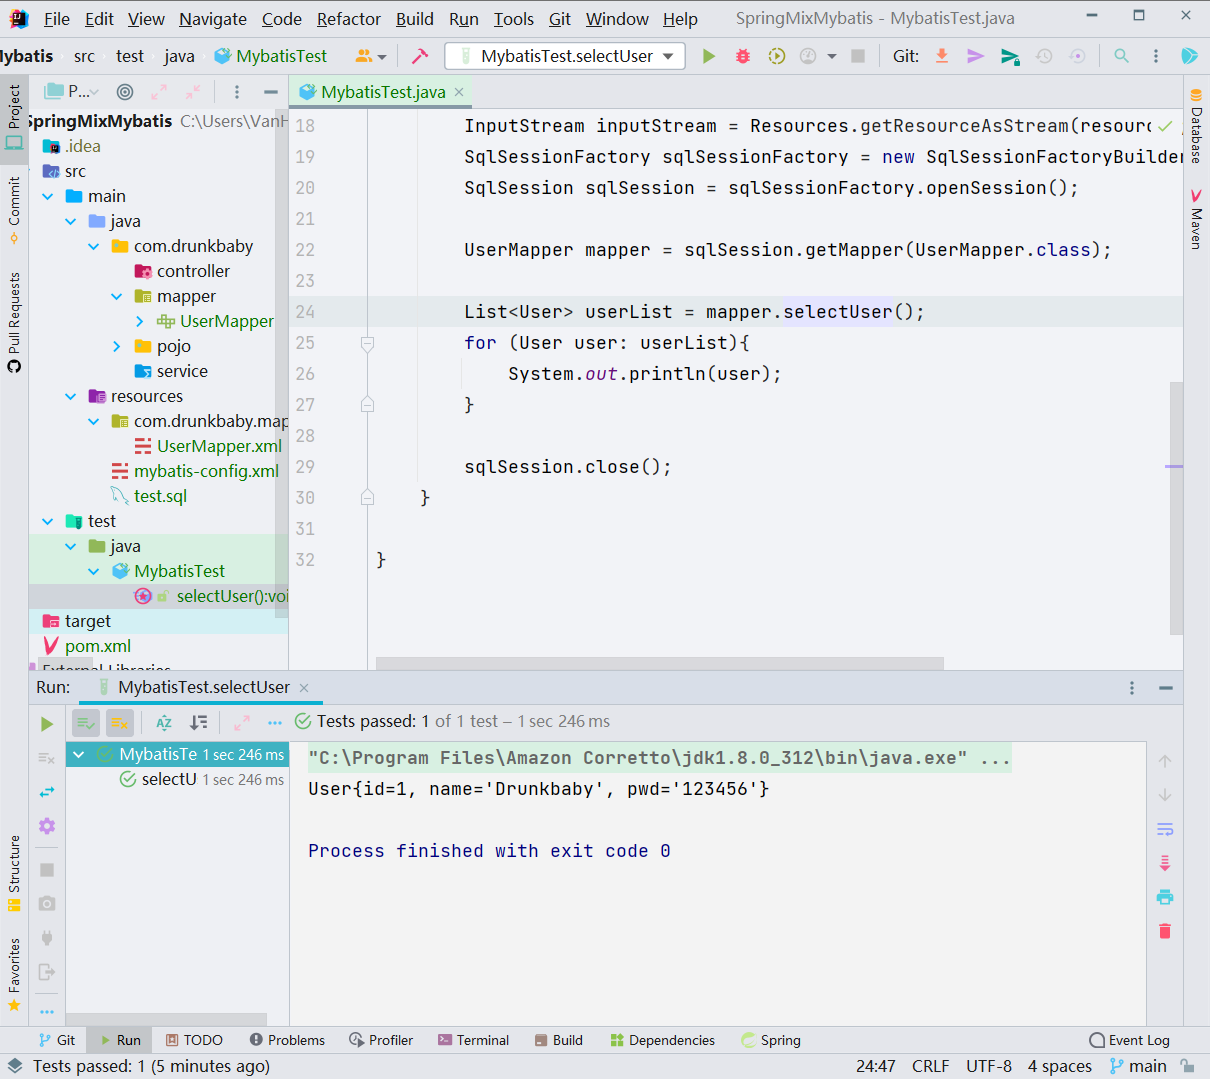 File Edit View Navigate Code Refactor Build Run Tools Git Window Help SpringMixMybatis - MybatisTest.java
Mybatis src test java MybatisTest MybatisTest.selectUser Git:
Project
Commit
Pull Requests
Structure
Favorites
P...
SpringMixMybatis C:\Users\VanH
.idea
src
main
java
com.drunkbaby
controller
mapper
UserMapper
pojo
service
resources
com.drunkbaby.map
UserMapper.xml
mybatis-config.xml
test.sql
test
java
MybatisTest
selectUser():voi
target
pom.xml
External Libraries
MybatisTest.java
18 InputStream inputStream = Resources.getResourceAsStream(resourc
19 SqlSessionFactory sqlSessionFactory = new SqlSessionFactoryBuilder
20 SqlSession sqlSession = sqlSessionFactory.openSession();
21
22 UserMapper mapper = sqlSession.getMapper(UserMapper.class);
23
24 List<User> userList = mapper.selectUser();
25 for (User user: userList){
26 System.out.println(user);
27 }
28
29 sqlSession.close();
30 }
31
32 }
Database
Maven
Run: MybatisTest.selectUser
Tests passed: 1 of 1 test – 1 sec 246 ms
MybatisTe 1 sec 246 ms
selectU 1 sec 246 ms
"C:\Program Files\Amazon Corretto\jdk1.8.0_312\bin\java.exe" ...
User{id=1, name='Drunkbaby', pwd='123456'}
Process finished with exit code 0
Git Run TODO Problems Profiler Terminal Build Dependencies Spring Event Log
Tests passed: 1 (5 minutes ago) 24:47 CRLF UTF-8 4 spaces main